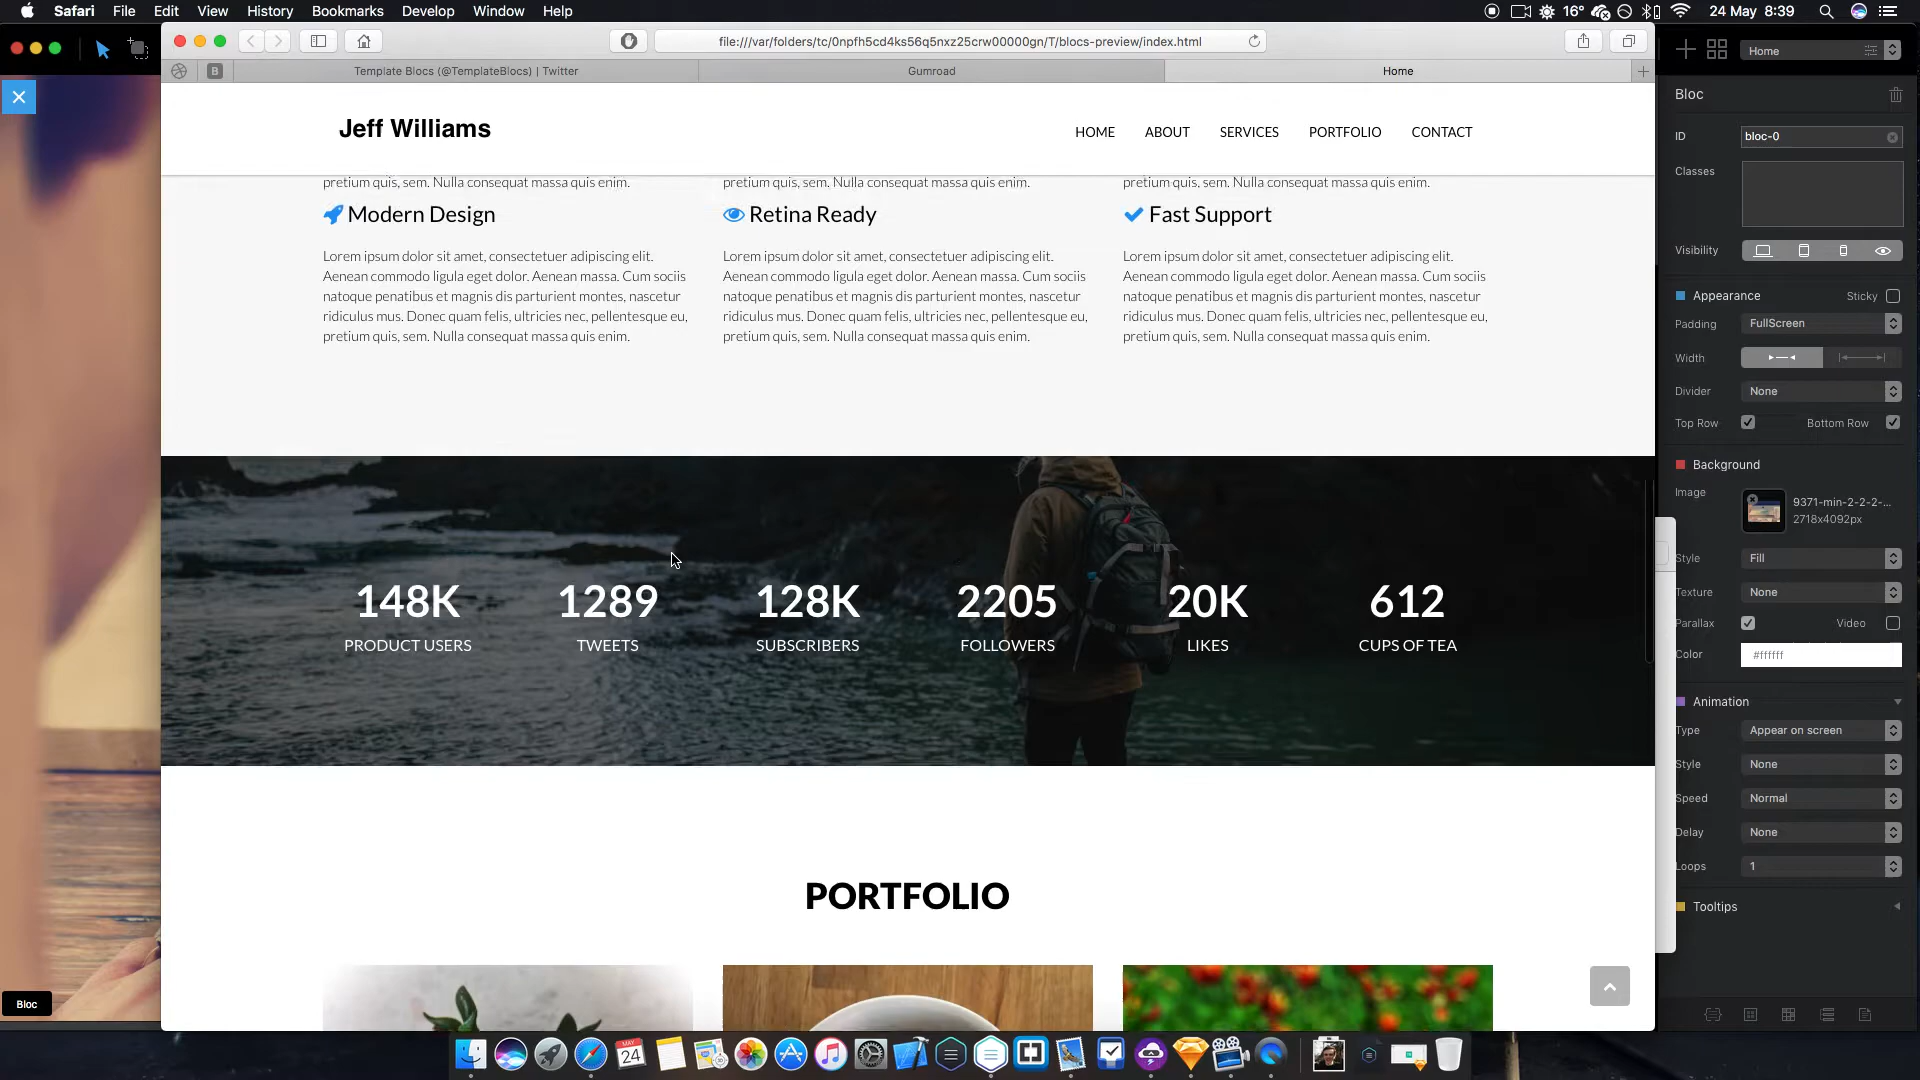 Safari File Edit View History Bookmarks Develop Window Help 16° 24 May 8:39
file:///var/folders/tc/0npfh5cd4ks56q5nxz25crw00000gn/T/blocs-preview/index.html
Home
Template Blocs (@TemplateBlocs) | Twitter Gumroad Home
B
Bloc
Jeff Williams
HOME ABOUT SERVICES PORTFOLIO CONTACT
ID bloc-0
Classes
pretium quis, sem. Nulla consequat massa quis enim. pretium quis, sem. Nulla consequat massa quis enim. pretium quis, sem. Nulla consequat massa quis enim.
Modern Design Retina Ready Fast Support
Visibility
Lorem ipsum dolor sit amet, consectetuer adipiscing elit. Lorem ipsum dolor sit amet, consectetuer adipiscing elit. Lorem ipsum dolor sit amet, consectetuer adipiscing elit.
Aenean commodo ligula eget dolor. Aenean massa. Cum sociis Aenean commodo ligula eget dolor. Aenean massa. Cum sociis Aenean commodo ligula eget dolor. Aenean massa. Cum sociis
natoque penatibus et magnis dis parturient montes, nascetur natoque penatibus et magnis dis parturient montes, nascetur natoque penatibus et magnis dis parturient montes, nascetur
ridiculus mus. Donec quam felis, ultricies nec, pellentesque eu, ridiculus mus. Donec quam felis, ultricies nec, pellentesque eu, ridiculus mus. Donec quam felis, ultricies nec, pellentesque eu,
pretium quis, sem. Nulla consequat massa quis enim. pretium quis, sem. Nulla consequat massa quis enim. pretium quis, sem. Nulla consequat massa quis enim.
Appearance Sticky
Padding FullScreen
Width
Divider None
Top Row Bottom Row
Background
Image 9371-min-2-2-2-...
2718x4092px
Style Fill
Texture None
148K 1289 128K 2205 20K 612
PRODUCT USERS TWEETS SUBSCRIBERS FOLLOWERS LIKES CUPS OF TEA
Parallax Video
Color #ffffff
Animation
Type Appear on screen
Style None
Speed Normal
Delay None
Loops 1
Tooltips
PORTFOLIO
Bloc
MAY
24